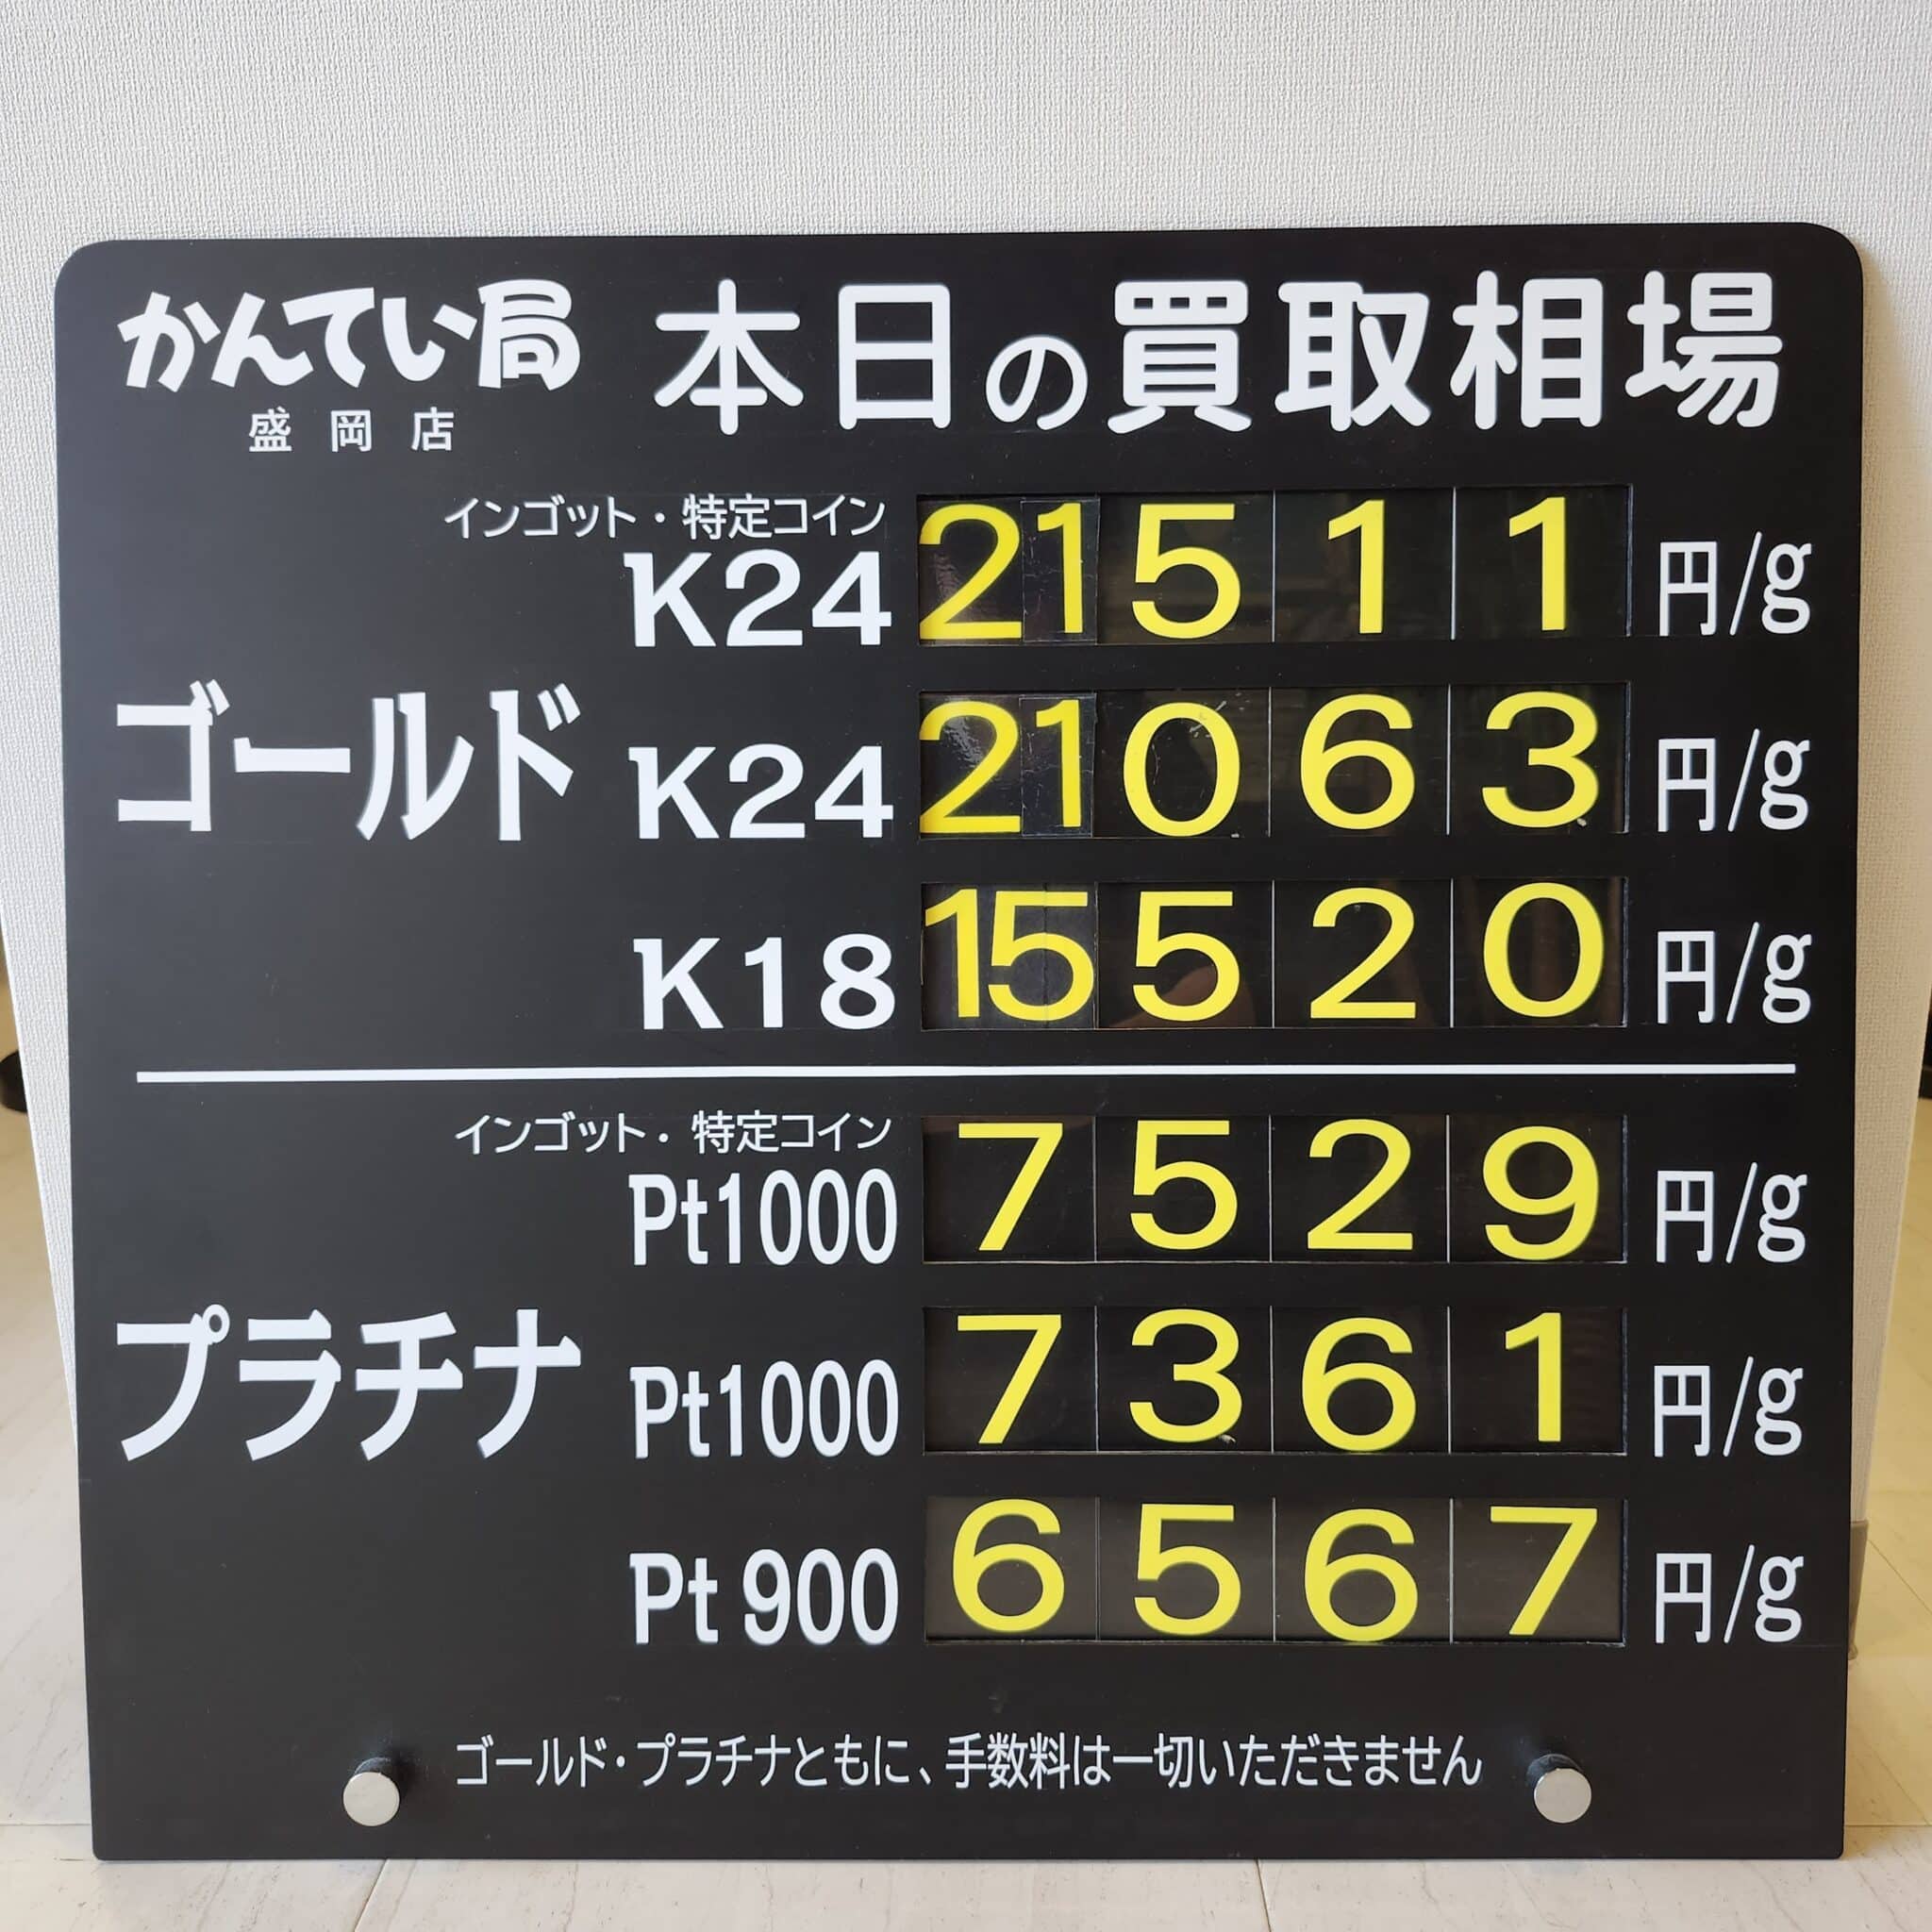 かんてい局 本日の買取相場
盛岡店
インゴット・特定コイン
K24 21511 円/g
ゴールド K24 21063 円/g
K18 15520 円/g
インゴット・特定コイン
Pt1000 7529 円/g
プラチナ Pt1000 7361 円/g
Pt900 6567 円/g
ゴールド・プラチナともに、手数料は一切いただきません